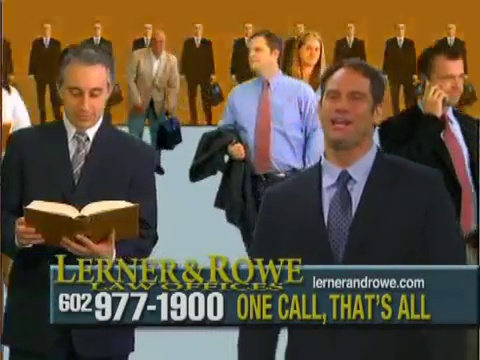 LERNER & ROWE
LAW OFFICES
lernerandrowe.com
602 977-1900 ONE CALL, THAT'S ALL